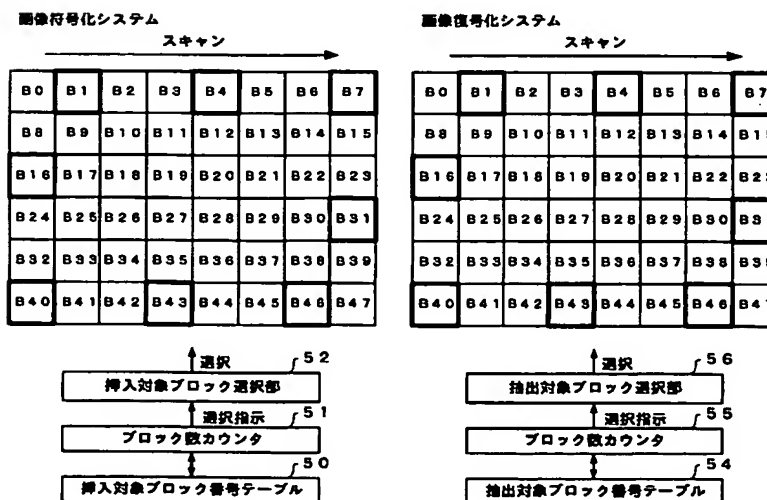 画像符号化システム
スキャン
B0 B1 B2 B3 B4 B5 B6 B7
B8 B9 B10 B11 B12 B13 B14 B15
B16 B17 B18 B19 B20 B21 B22 B23
B24 B25 B26 B27 B28 B29 B30 B31
B32 B33 B34 B35 B36 B37 B38 B39
B40 B41 B42 B43 B44 B45 B46 B47
選択
52
挿入対象ブロック選択部
選択指示
51
ブロック数カウンタ
50
挿入対象ブロック番号テーブル
画像復号化システム
スキャン
B0 B1 B2 B3 B4 B5 B6 B7
B8 B9 B10 B11 B12 B13 B14 B1
B16 B17 B18 B19 B20 B21 B22 B2
B24 B25 B26 B27 B28 B29 B30 B3
B32 B33 B34 B35 B36 B37 B38 B3
B40 B41 B42 B43 B44 B45 B46 B4
選択
56
抽出対象ブロック選択部
選択指示
55
ブロック数カウンタ
54
抽出対象ブロック番号テーブル